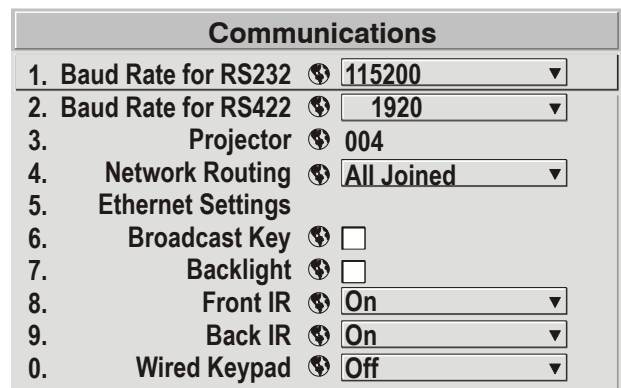 Communications
1. Baud Rate for RS232 115200
2. Baud Rate for RS422 1920
3. Projector 004
4. Network Routing All Joined
5. Ethernet Settings
6. Broadcast Key
7. Backlight
8. Front IR On
9. Back IR On
0. Wired Keypad Off